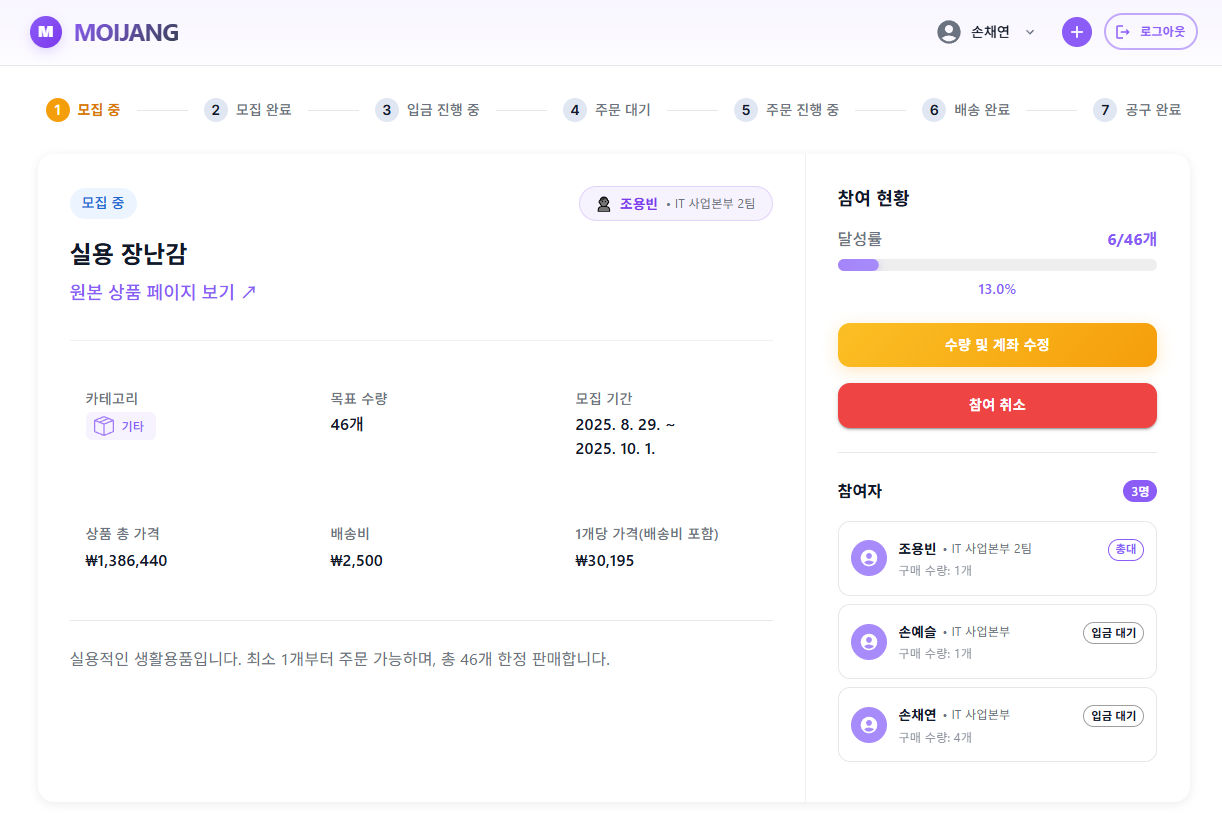 M MOIJANG
손채연
로그아웃
1 모집 중
2 모집 완료
3 입금 진행 중
4 주문 대기
5 주문 진행 중
6 배송 완료
7 공구 완료
모집 중
조용빈 • IT 사업본부 2팀
실용 장난감
원본 상품 페이지 보기 ↗
카테고리
기타
목표 수량
46개
모집 기간
2025. 8. 29. ~
2025. 10. 1.
상품 총 가격
₩1,386,440
배송비
₩2,500
1개당 가격(배송비 포함)
₩30,195
실용적인 생활용품입니다. 최소 1개부터 주문 가능하며, 총 46개 한정 판매합니다.
참여 현황
달성률
6/46개
13.0%
수량 및 계좌 수정
참여 취소
참여자
3명
조용빈 • IT 사업본부 2팀
총대
구매 수량: 1개
손예슬 • IT 사업본부
입금 대기
구매 수량: 1개
손채연 • IT 사업본부
입금 대기
구매 수량: 4개